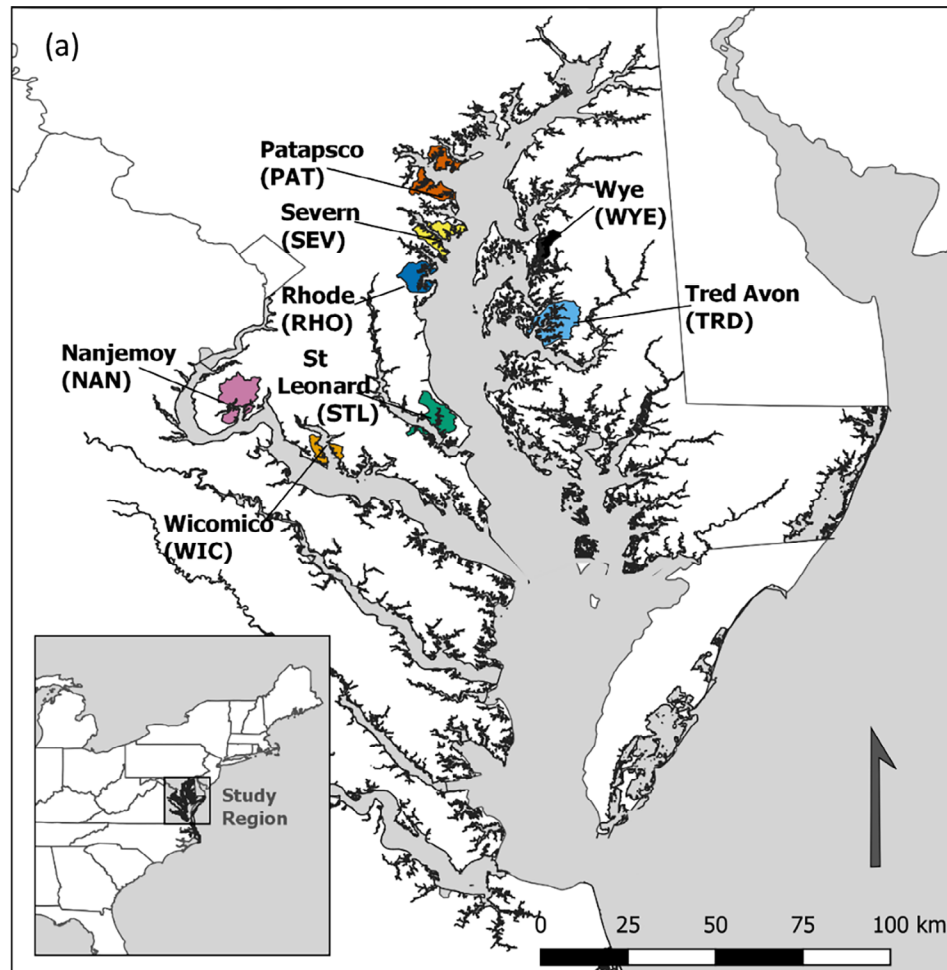 (a)
Patapsco
(PAT)
Severn
(SEV)
Wye
(WYE)
Rhode
(RHO)
Tred Avon
(TRD)
Nanjemoy
(NAN)
St
Leonard
(STL)
Wicomico
(WIC)
Study
Region
0 25 50 75 100 km